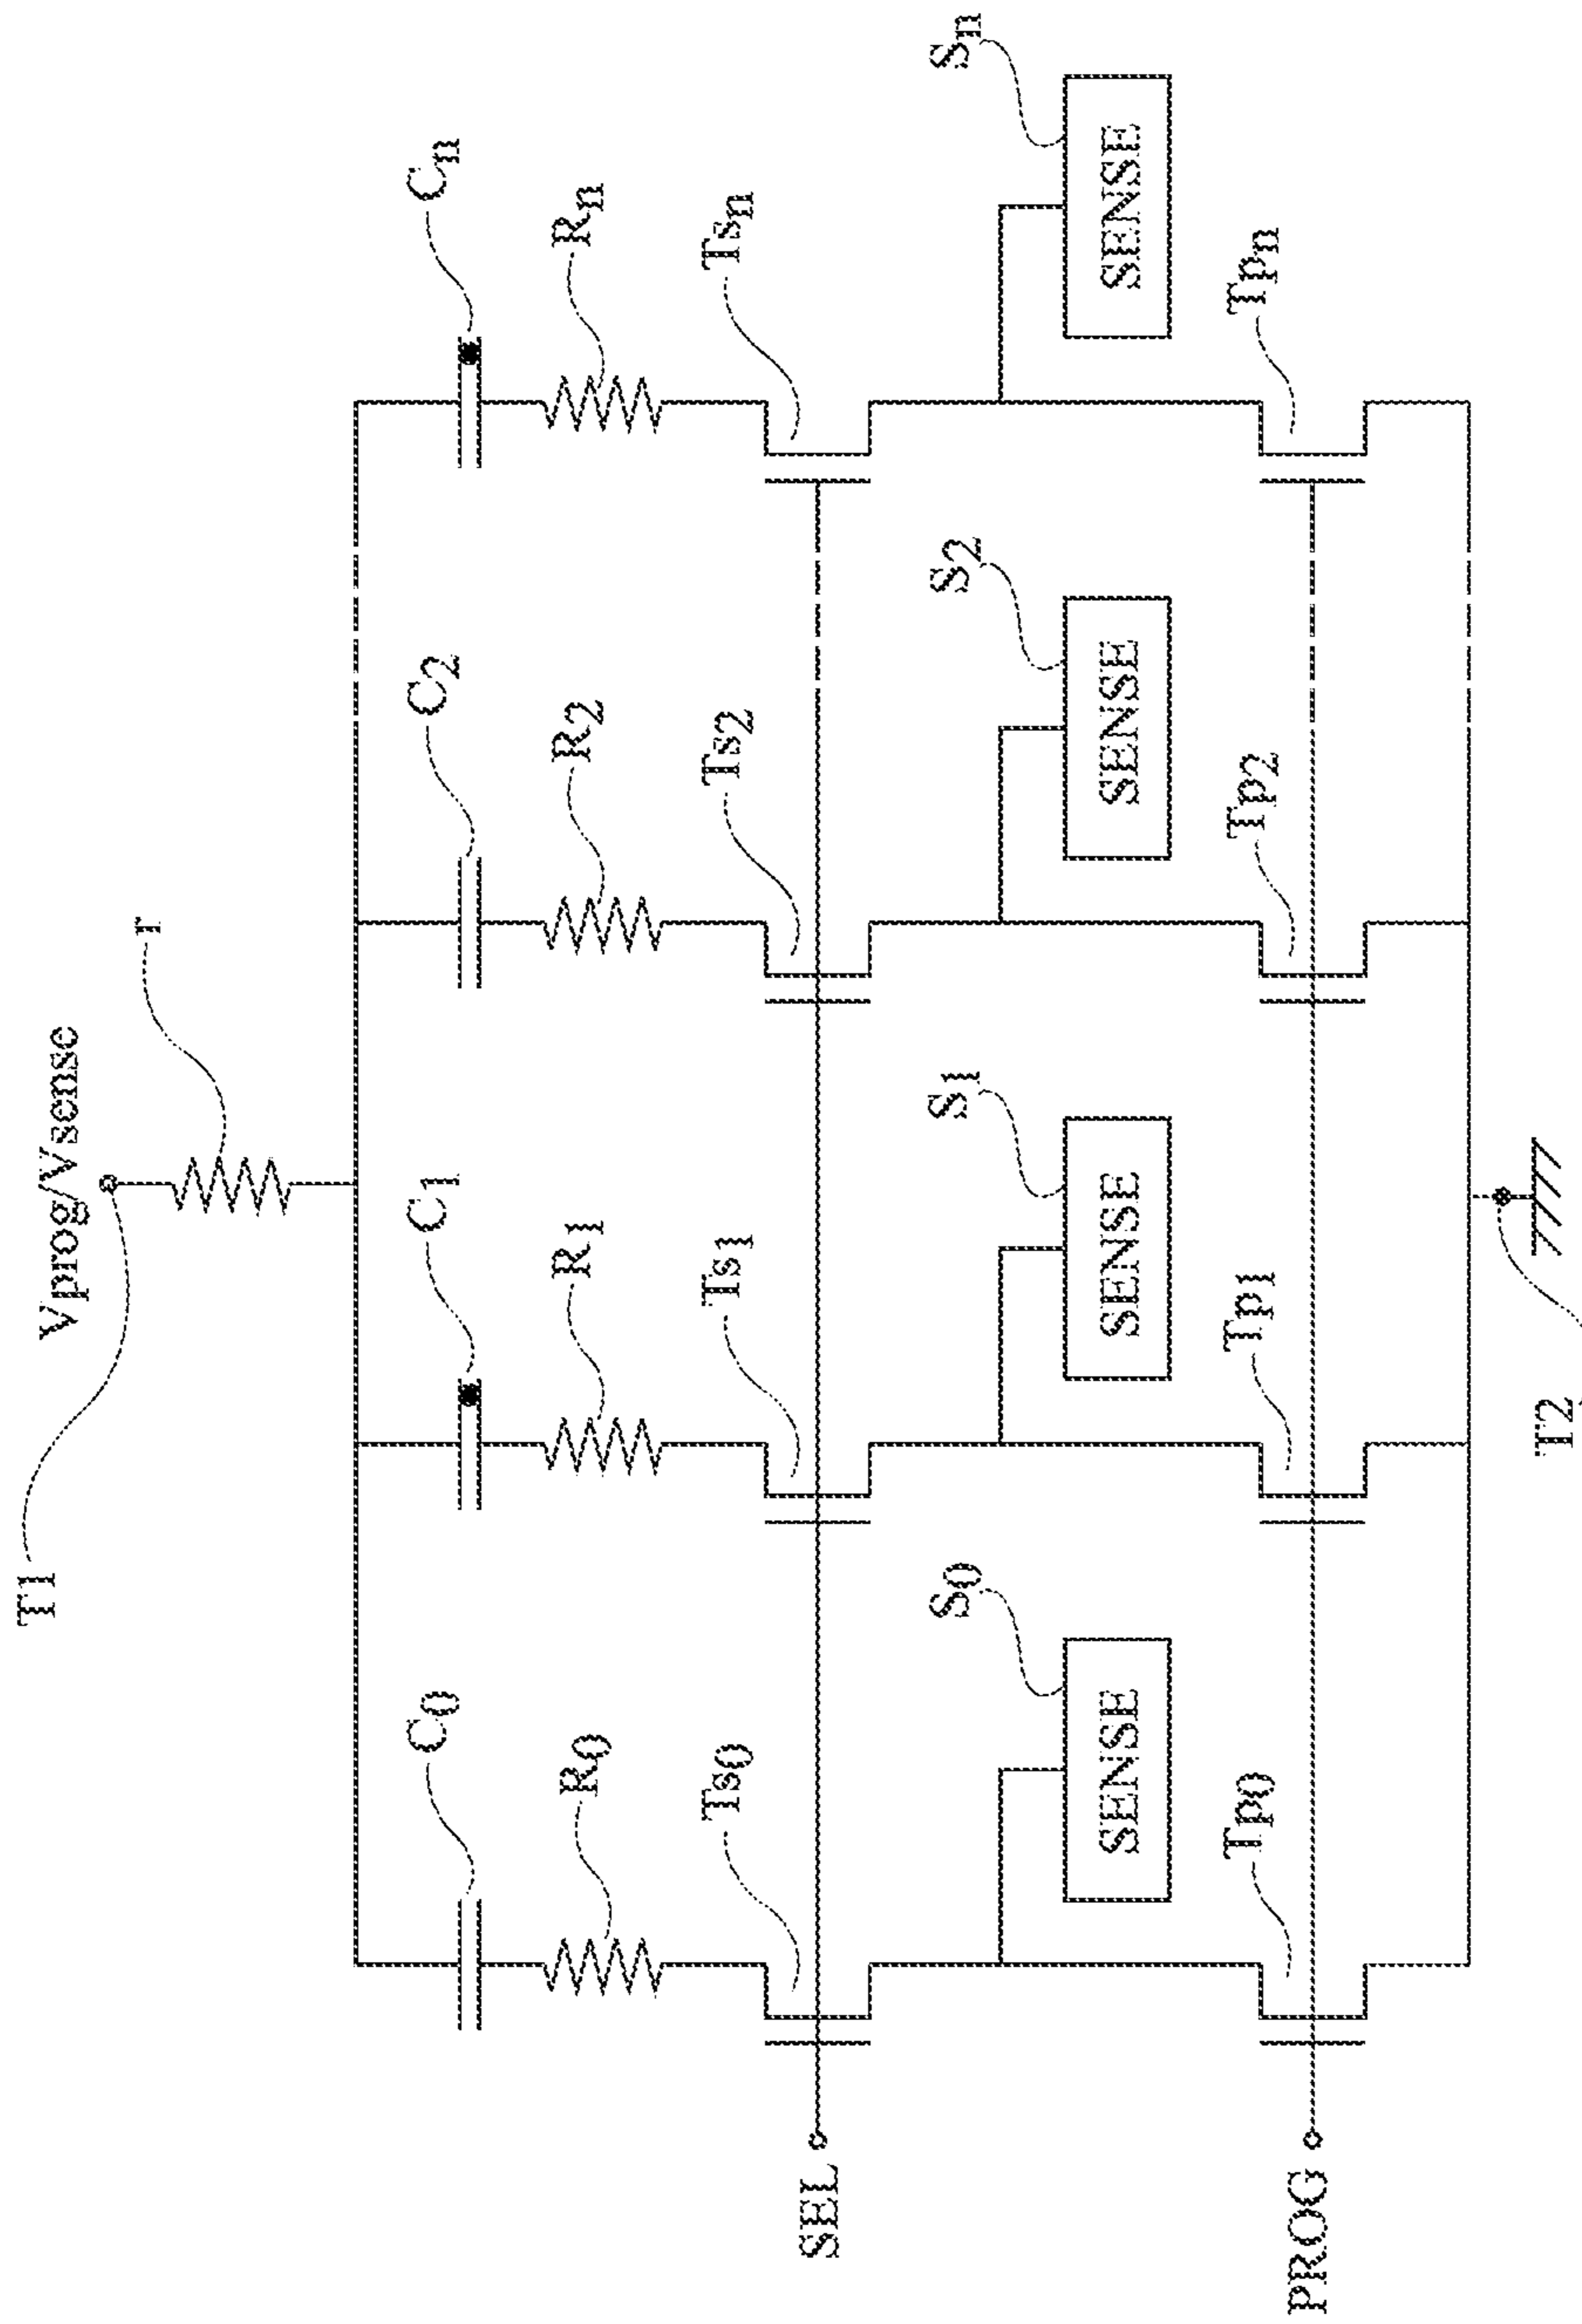 Vprog/Vsense
T1
r
C0
C1
C2
Cn
R0
R1
R2
Rn
Ts0
Ts1
Ts2
Tsn
SEL
S0
S1
S2
Sn
SENSE
SENSE
SENSE
SENSE
Tp0
Tp1
Tp2
Tpn
PROG
T2